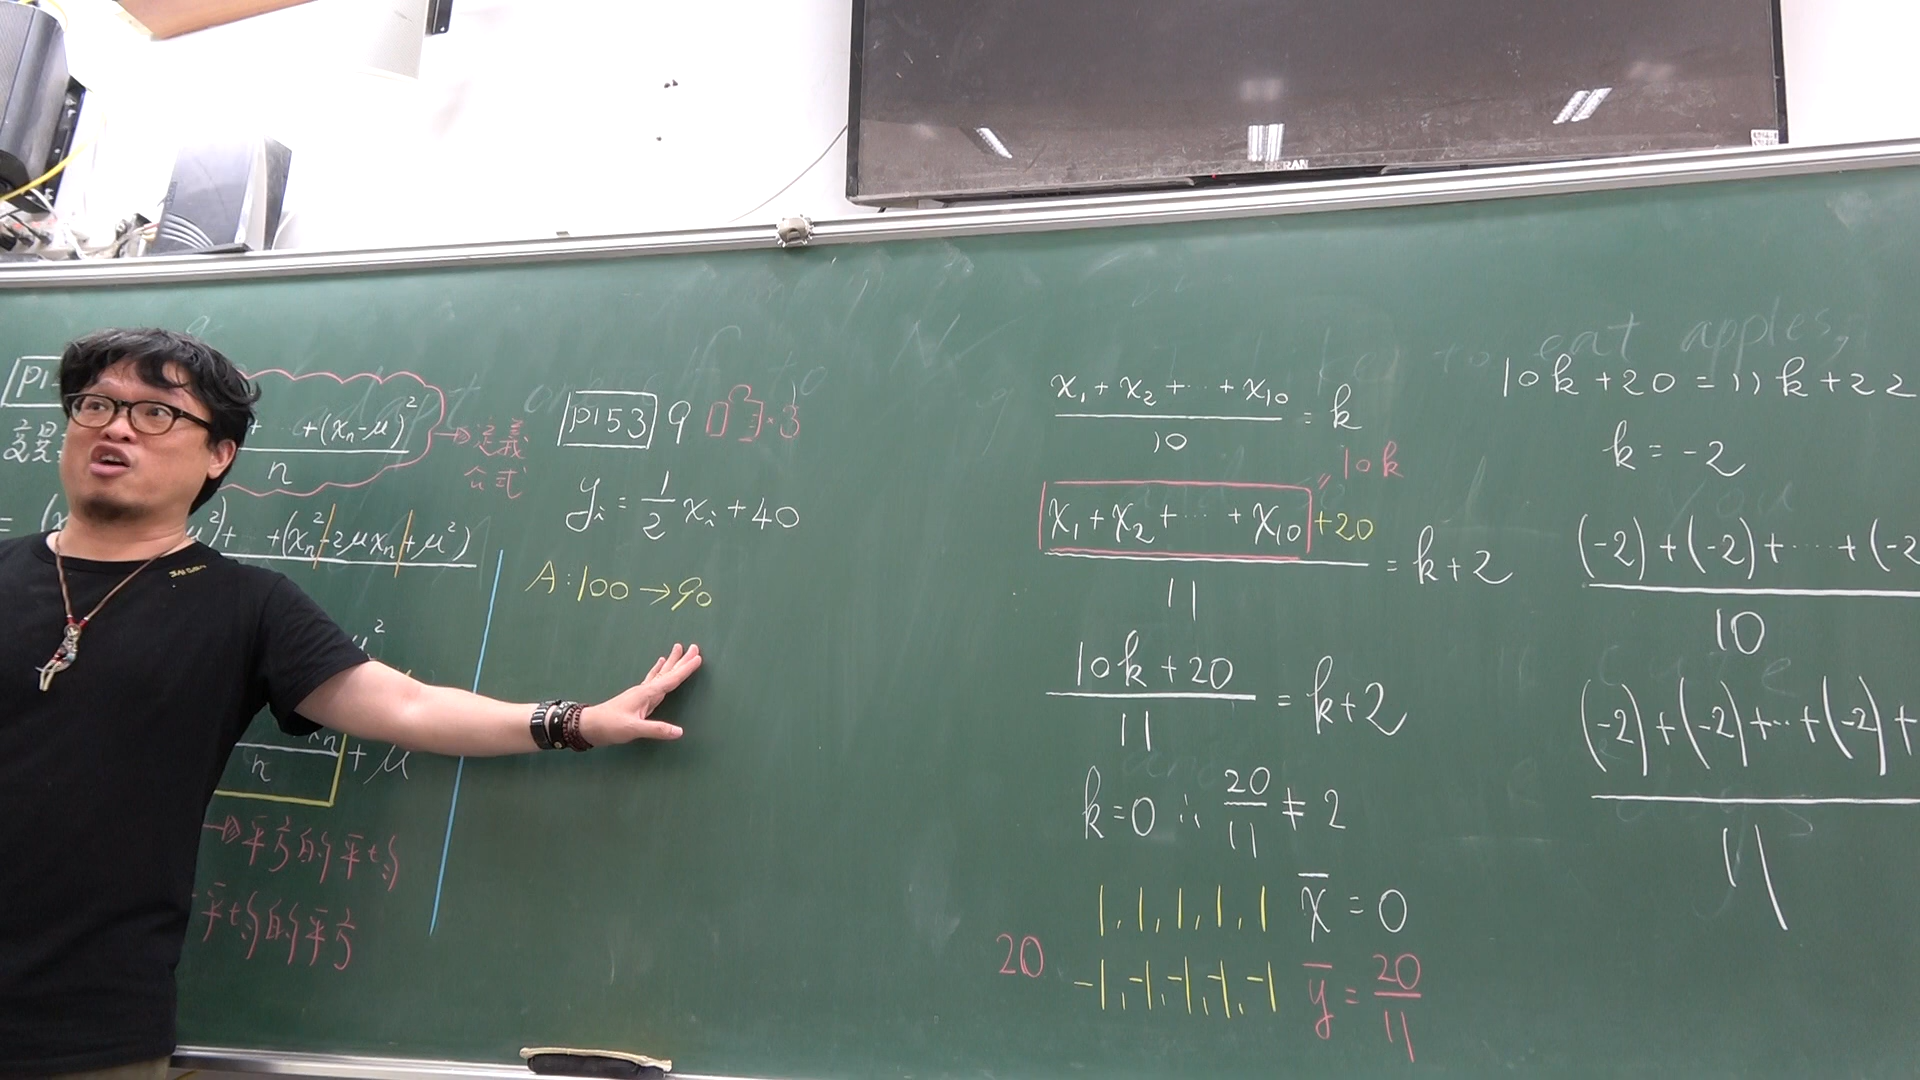 + ⋯ +(xₙ-μ)²
n
→定義
公式
μ²)+ ⋯ +(xₙ²-2μxₙ+μ²)
n
+ μ
→平方的平均
-平均的平方
P153 9
yᵢ = 1/2 xᵢ + 40
A:100→90
x₁ + x₂ + ⋯ + x₁₀
10
= k
10k
x₁ + x₂ + ⋯ + x₁₀ +20
11
= k+2
10k+20
11
= k+2
k=0 ∴ 20/11 ≠ 2
1, 1, 1, 1, 1
x̄ = 0
20
-1, -1, -1, -1, -1
ȳ = 20/11
10k+20 = 11k+22
k = -2
(-2)+(-2)+⋯+(-2
10
(-2)+(-2)+⋯+(-2)+
11